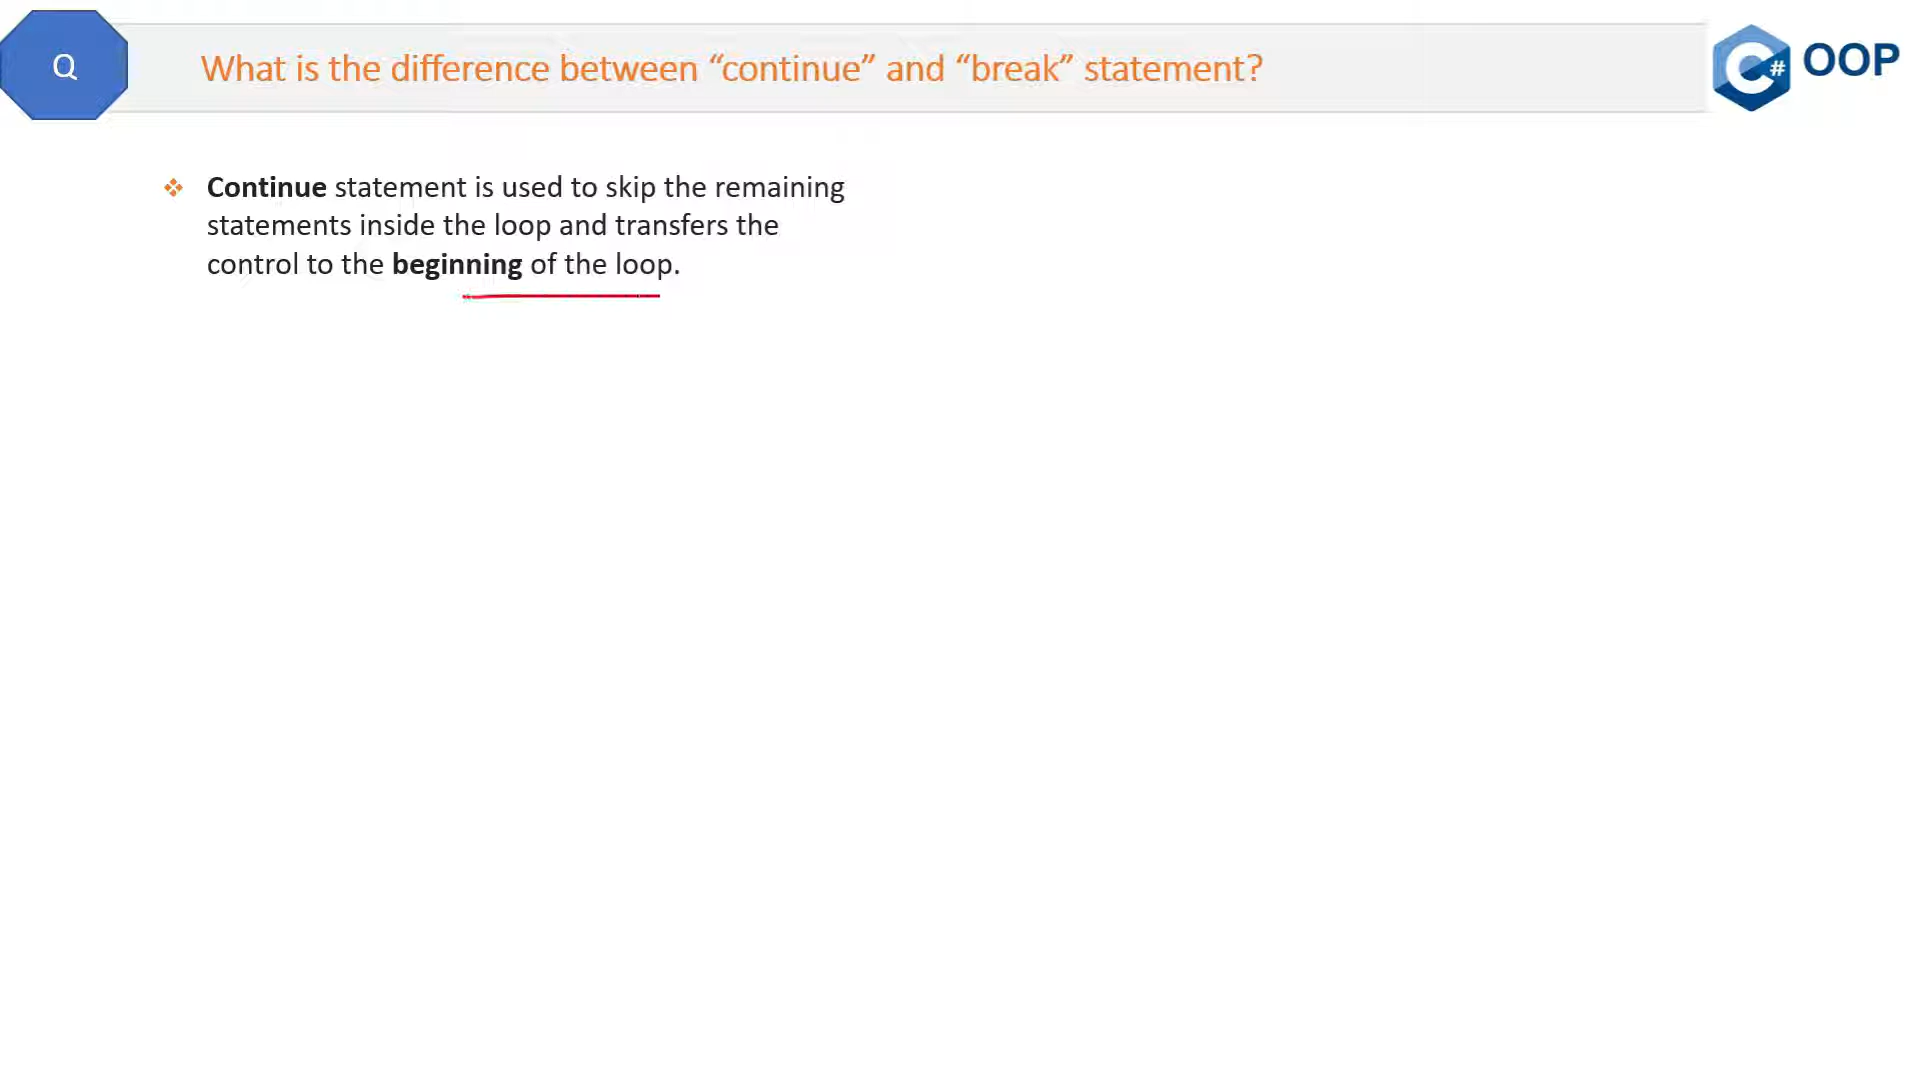 Q
What is the difference between “continue” and “break” statement?
C# OOP
Continue statement is used to skip the remaining
statements inside the loop and transfers the
control to the beginning of the loop.